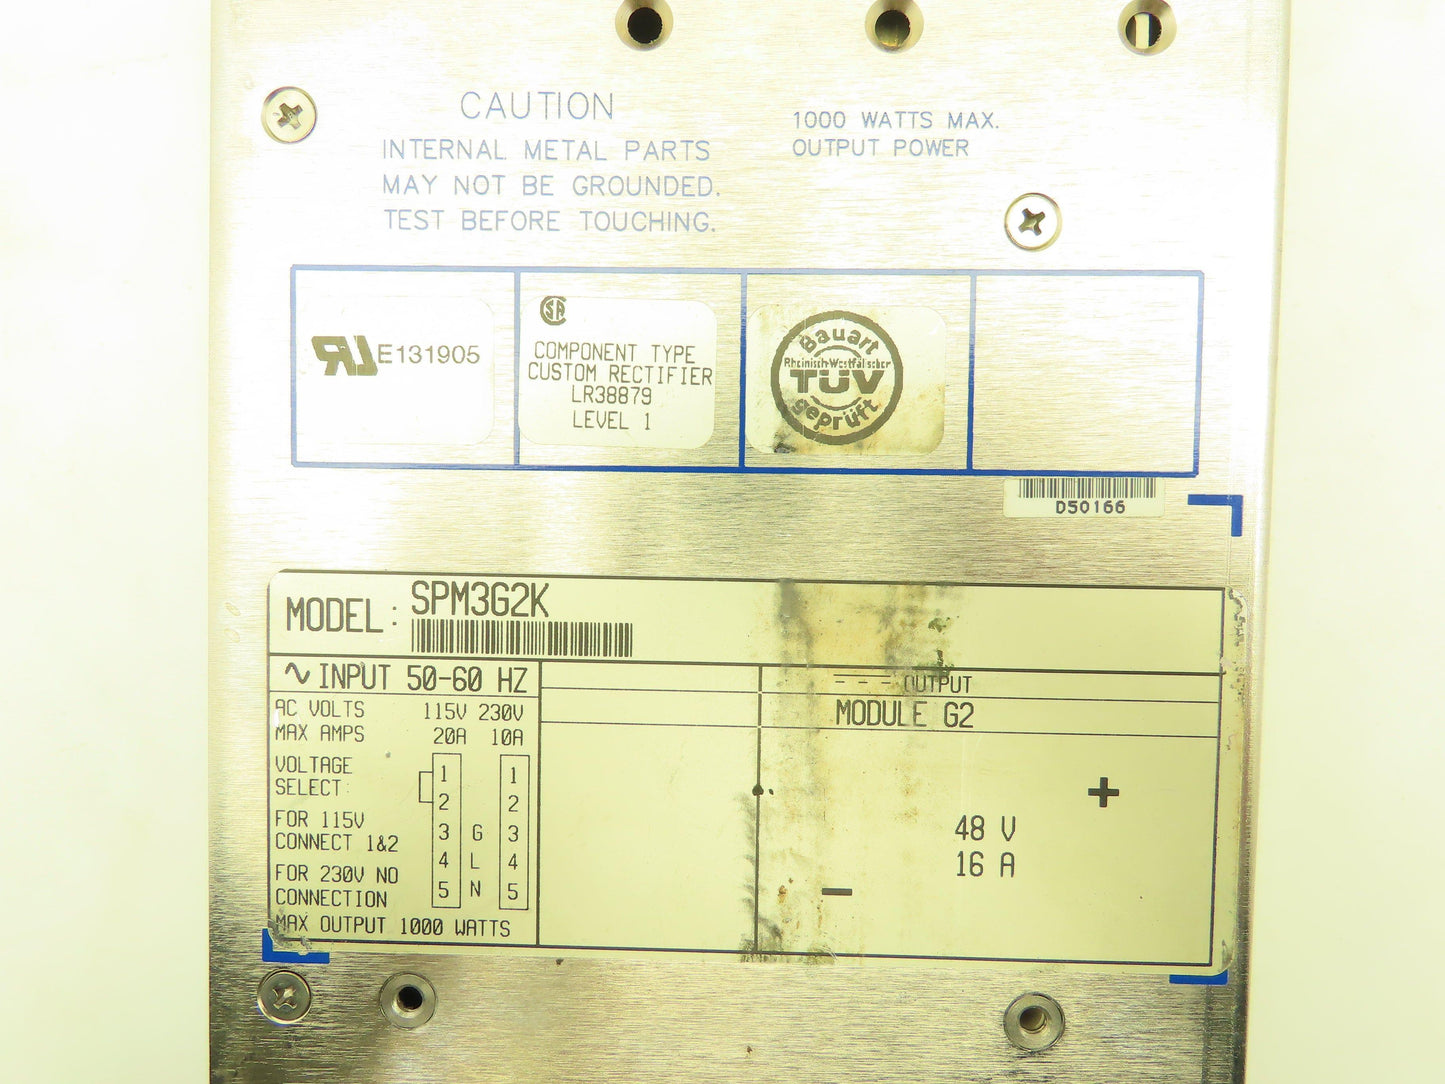 CAUTION
INTERNAL METAL PARTS
MAY NOT BE GROUNDED.
TEST BEFORE TOUCHING.
1000 WATTS MAX.
OUTPUT POWER
RU E131905
CSA
COMPONENT TYPE
CUSTOM RECTIFIER
LR38879
LEVEL 1
Bauart
Rheinisch-Westfälischer
TÜV
geprüft
D50166
MODEL: SPM3G2K
∿ INPUT 50-60 HZ
AC VOLTS 115V 230V
MAX AMPS 20A 10A
VOLTAGE
SELECT:
FOR 115V
CONNECT 1&2
FOR 230V NO
CONNECTION
1 1
2 2
3 G 3
4 L 4
5 N 5
MAX OUTPUT 1000 WATTS
--- OUTPUT
MODULE G2
+
48 V
16 A
-